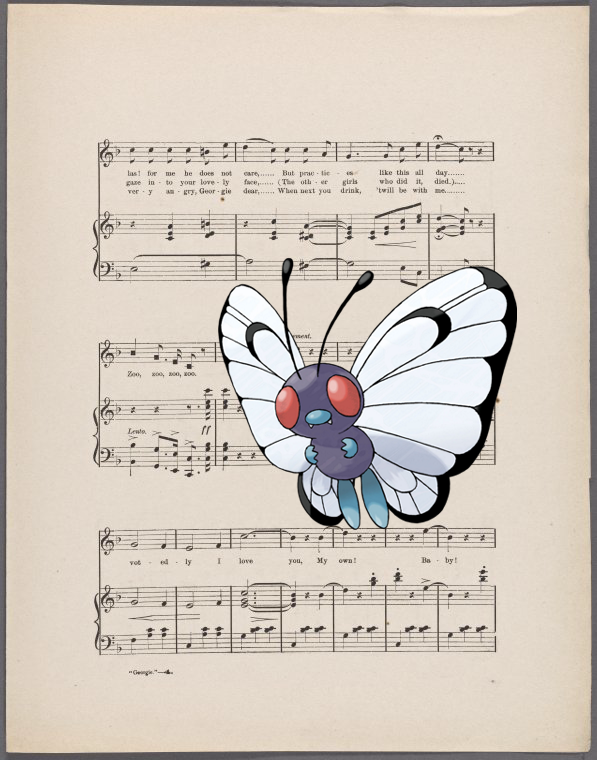 las! for me he does not care,...... But prac - tic - es like this all day......
gaze in - to your love - ly face,...... (The oth - er girls who did it, died.)....
ver - y an - gry, Geor - gie dear,...... When next you drink, 'twill be with me........
Zoo, zoo, zoo, zoo.
Lento.
ff
vot - ed - ly I love you, My own! Ba - by!
"Georgie."—4.